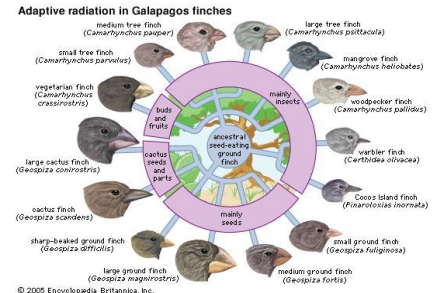 Adaptive radiation in Galapagos finches
medium tree finch
(Camarhynchus pauper)
large tree finch
(Camarhynchus psittacula)
small tree finch
(Camarhynchus parvulus)
mangrove finch
(Camarhynchus heliobates)
vegetarian finch
(Camarhynchus
crassirostris)
woodpecker finch
(Camarhynchus pallidus)
buds
and
fruits
mainly
insects
ancestral
seed-eating
ground
finch
cactus
seeds
and
parts
mainly
seeds
warbler finch
(Certhidea olivacea)
large cactus finch
(Geospiza conirostris)
Cocos Island finch
(Pinaroloxias inornata)
cactus finch
(Geospiza scandens)
small ground finch
(Geospiza fuliginosa)
sharp-beaked ground finch
(Geospiza difficilis)
large ground finch
(Geospiza magnirostris)
medium ground finch
(Geospiza fortis)
© 2005 Encyclopædia Britannica, Inc.